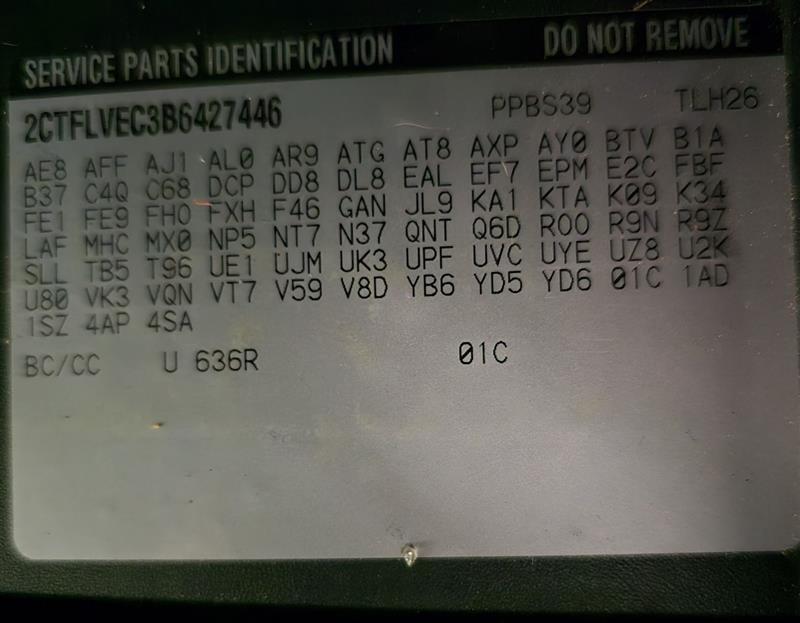 SERVICE PARTS IDENTIFICATION DO NOT REMOVE
2CTFLVEC3B6427446 PPBS39 TLH26
AE8 AFF AJ1 AL0 AR9 ATG AT8 AXP AY0 BTV B1A
B37 C4Q C68 DCP DD8 DL8 EAL EF7 EPM E2C FBF
FE1 FE9 FHO FXH F46 GAN JL9 KA1 KTA K09 K34
LAF MHC MX0 NP5 NT7 N37 QNT Q6D ROO R9N R9Z
SLL TB5 T96 UE1 UJM UK3 UPF UVC UYE UZ8 U2K
U80 VK3 VQN VT7 V59 V8D YB6 YD5 YD6 01C 1AD
1SZ 4AP 4SA
BC/CC U 636R 01C